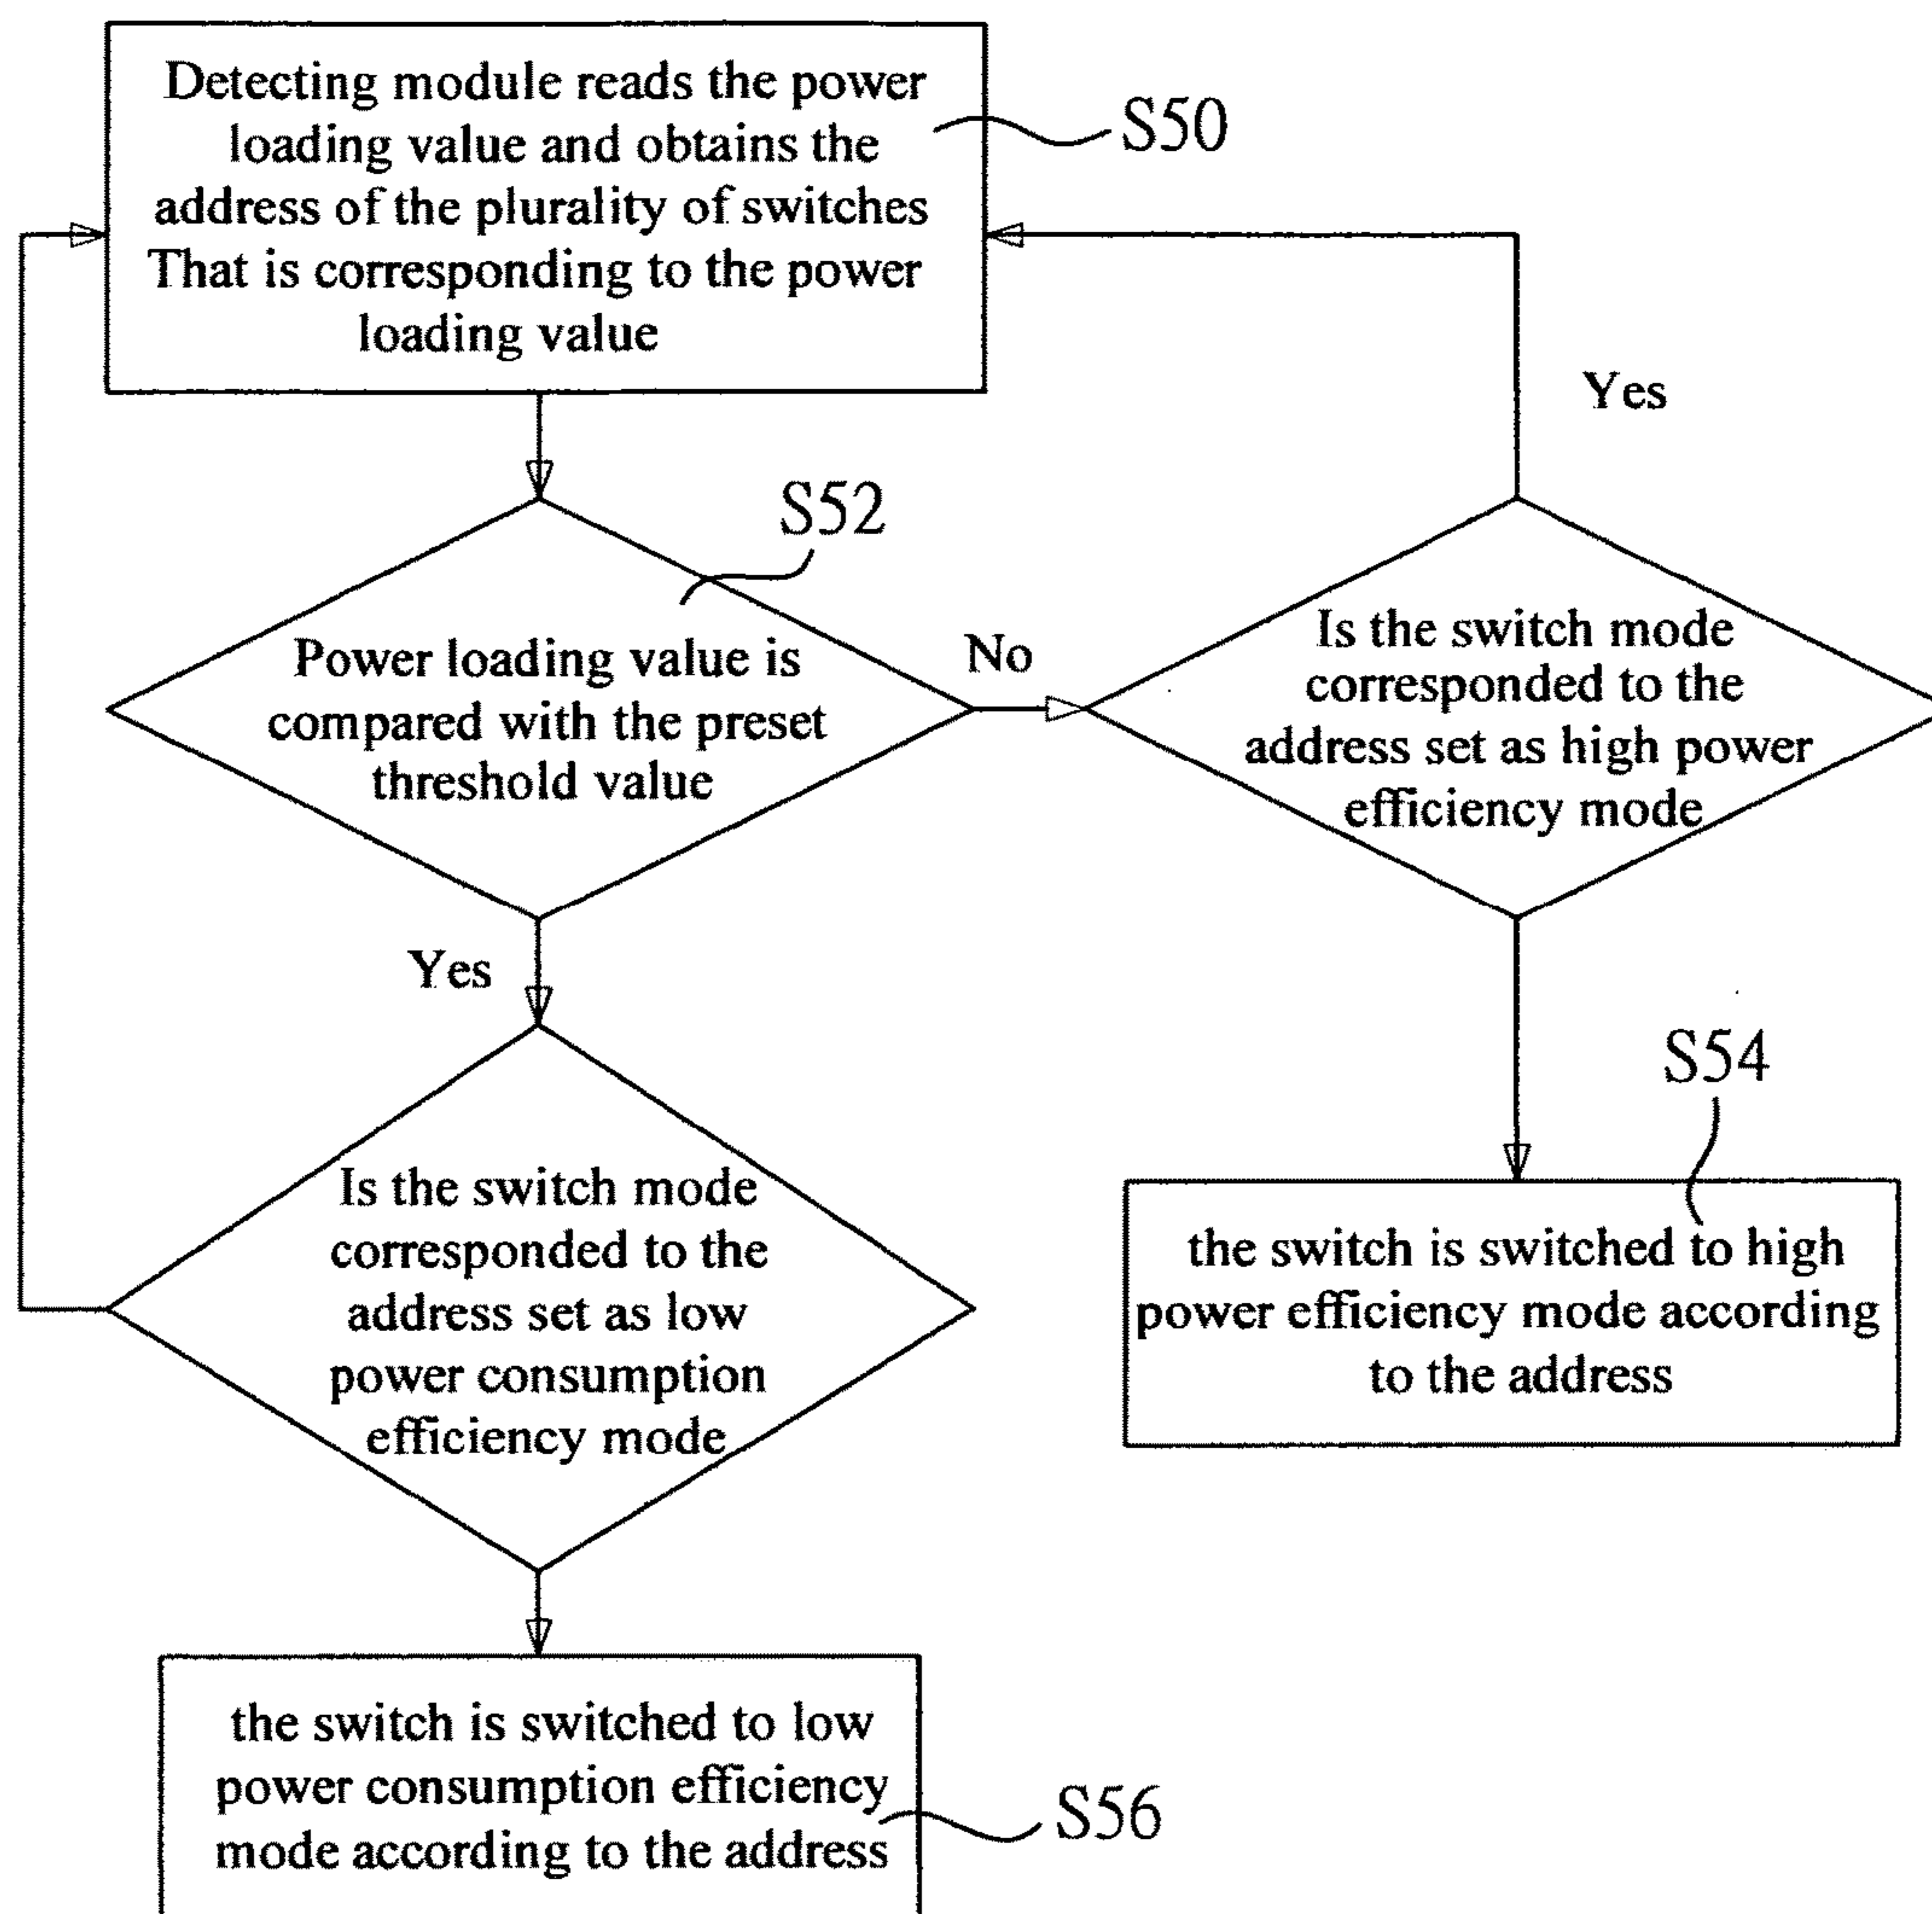 Detecting module reads the power
loading value and obtains the
address of the plurality of switches
That is corresponding to the power
loading value
S50
Yes
S52
Power loading value is
compared with the preset
threshold value
No
Is the switch mode
corresponded to the
address set as high power
efficiency mode
Yes
Is the switch mode
corresponded to the
address set as low
power consumption
efficiency mode
S54
the switch is switched to high
power efficiency mode according
to the address
the switch is switched to low
power consumption efficiency
mode according to the address
S56